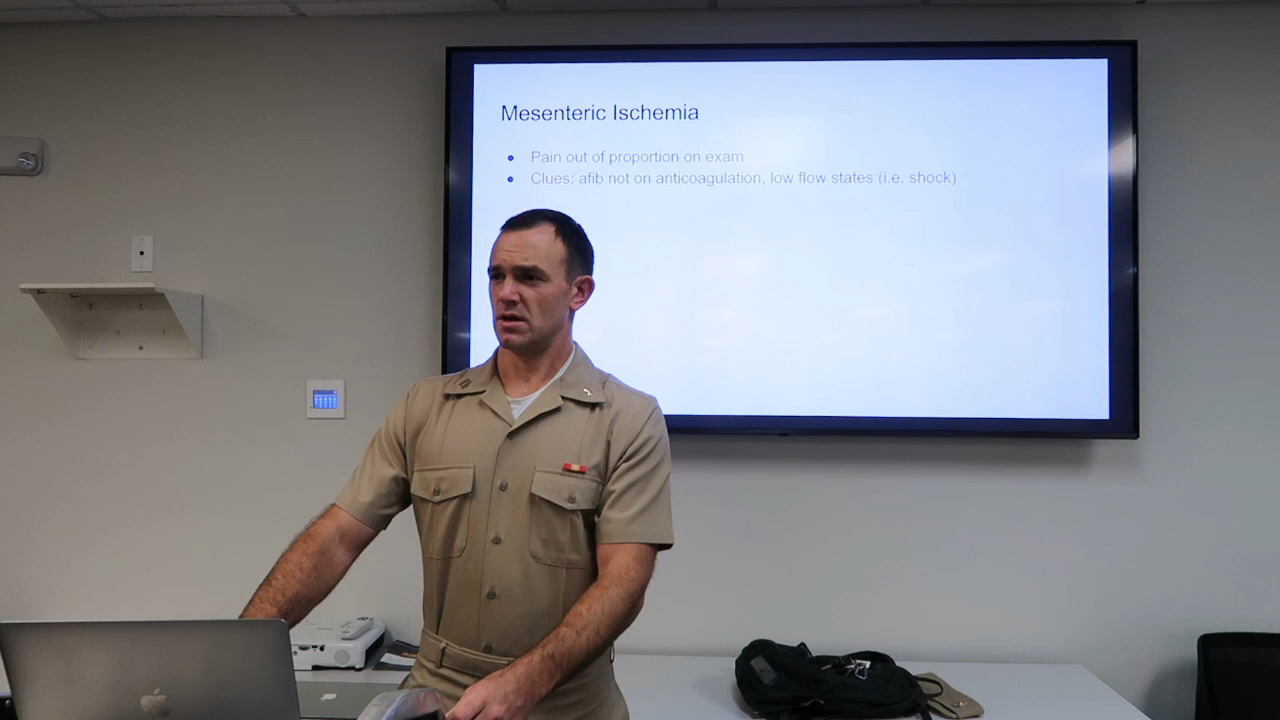 Mesenteric Ischemia
Pain out of proportion on exam
Clues: afib not on anticoagulation, low flow states (i.e. shock)